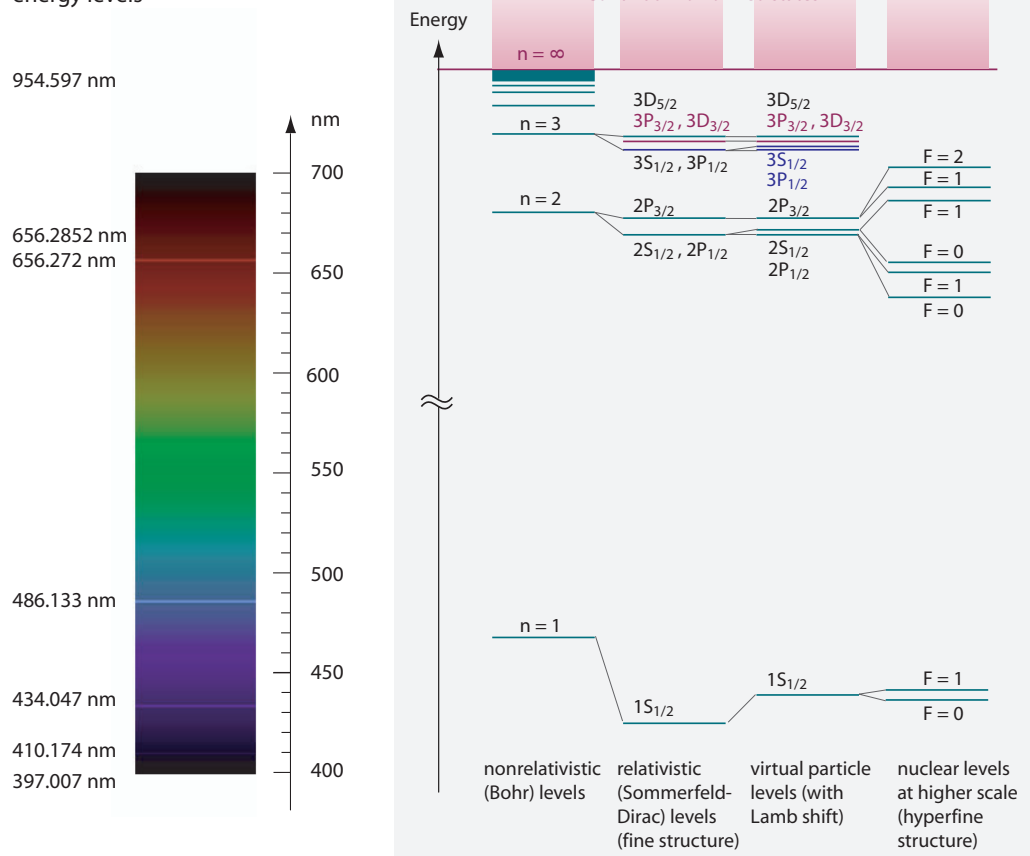 energy levels
954.597 nm
656.2852 nm
656.272 nm
486.133 nm
434.047 nm
410.174 nm
397.007 nm
nm
700
650
600
550
500
450
400
Energy
n = ∞
n = 3
n = 2
n = 1
3D5/2
3P3/2 , 3D3/2
3S1/2 , 3P1/2
2P3/2
2S1/2 , 2P1/2
1S1/2
3D5/2
3P3/2 , 3D3/2
3S1/2
3P1/2
2P3/2
2S1/2
2P1/2
1S1/2
F = 2
F = 1
F = 1
F = 0
F = 1
F = 0
F = 1
F = 0
nonrelativistic
(Bohr) levels
relativistic
(Sommerfeld-
Dirac) levels
(fine structure)
virtual particle
levels (with
Lamb shift)
nuclear levels
at higher scale
(hyperfine
structure)